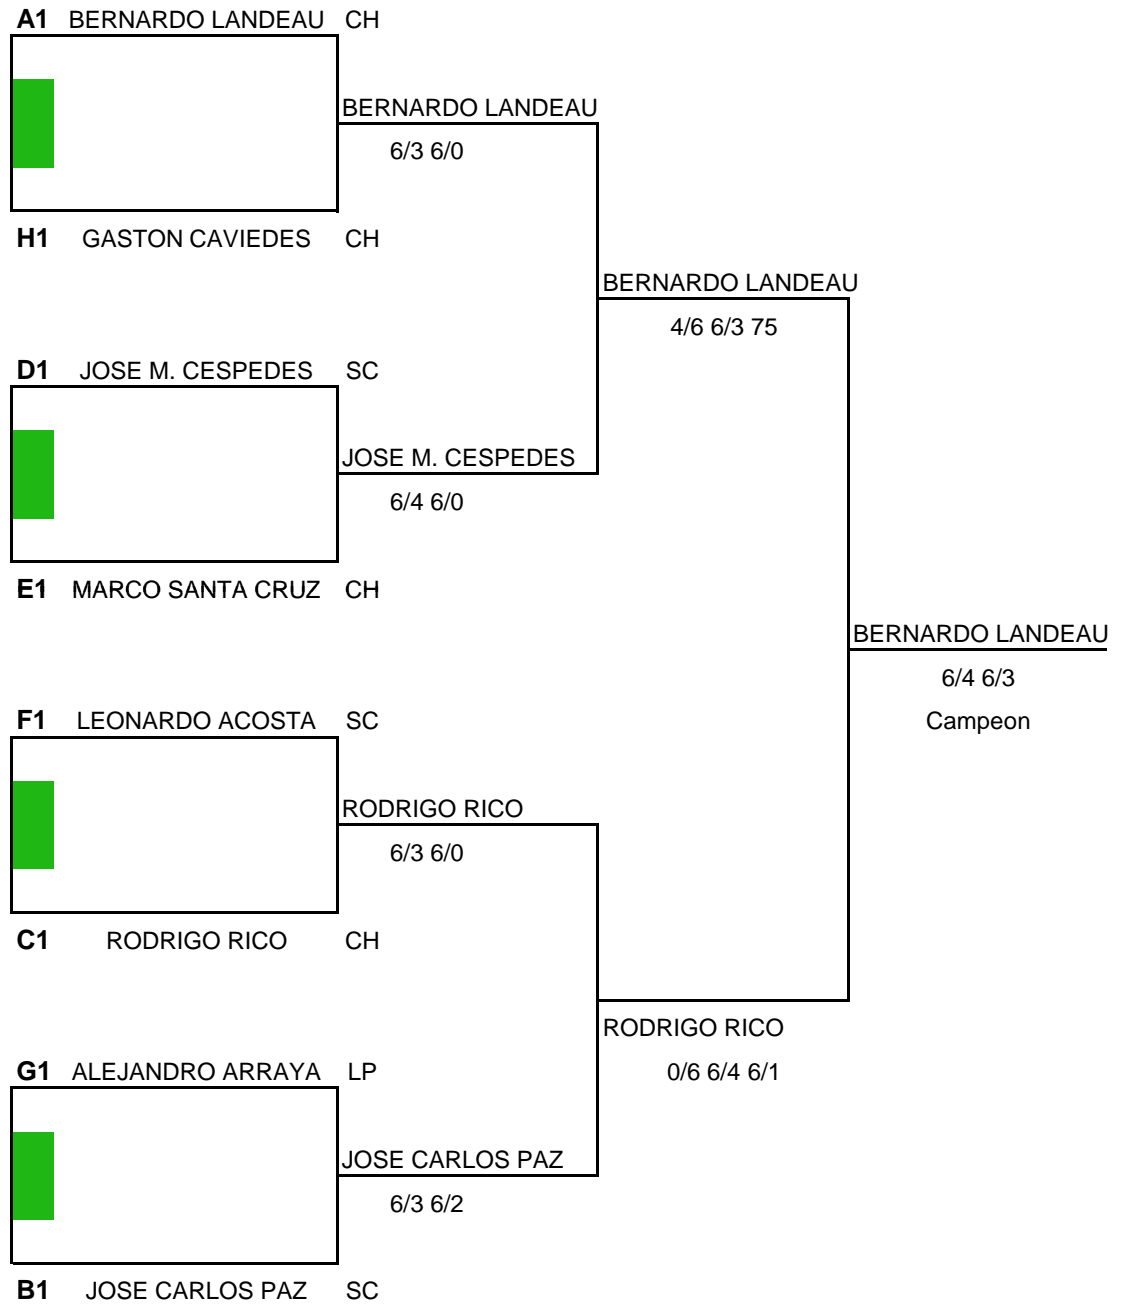 A1 BERNARDO LANDEAU CH
BERNARDO LANDEAU
6/3 6/0
H1 GASTON CAVIEDES CH
BERNARDO LANDEAU
4/6 6/3 75
D1 JOSE M. CESPEDES SC
JOSE M. CESPEDES
6/4 6/0
E1 MARCO SANTA CRUZ CH
BERNARDO LANDEAU
6/4 6/3
F1 LEONARDO ACOSTA SC
Campeon
RODRIGO RICO
6/3 6/0
C1 RODRIGO RICO CH
RODRIGO RICO
G1 ALEJANDRO ARRAYA LP
0/6 6/4 6/1
JOSE CARLOS PAZ
6/3 6/2
B1 JOSE CARLOS PAZ SC